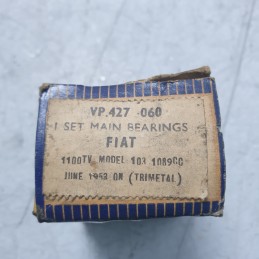 VP.427 060
1 SET MAIN BEARINGS
FIAT
1100TV MODEL 103 1089CC
JUNE 1953 ON (TRIMETAL)